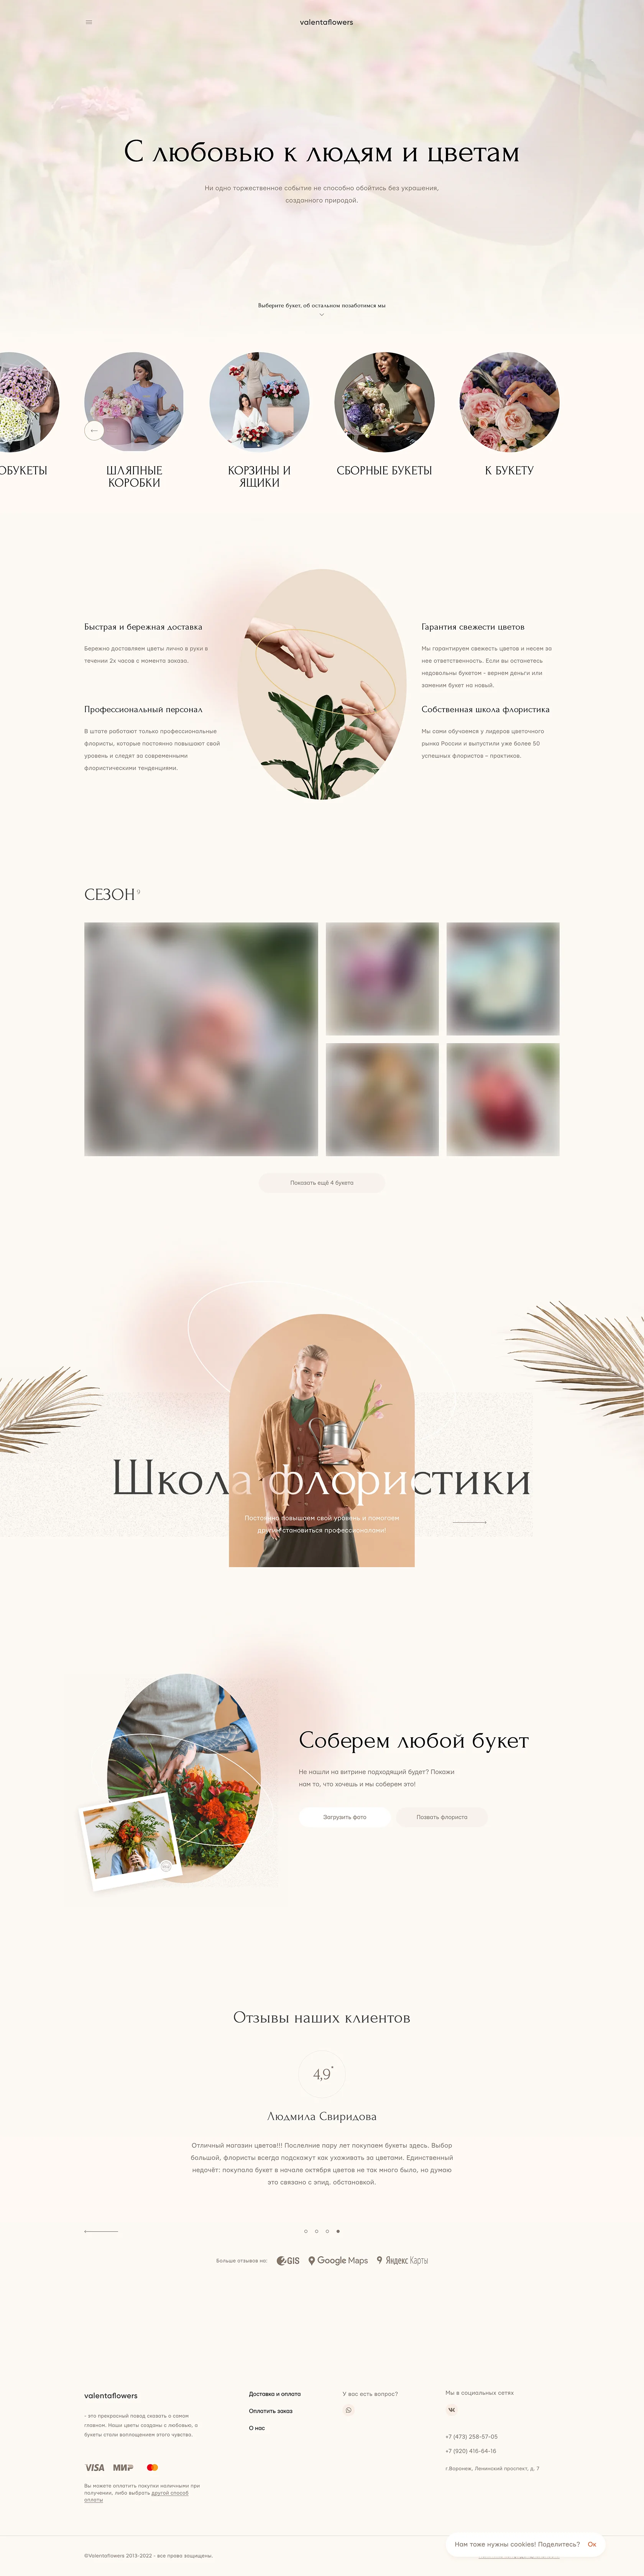 valentaflowers
С любовью к людям и цветам
Ни одно торжественное событие не способно обойтись без украшения,
созданного природой.
Выберите букет, об остальном позаботимся мы
ОБУКЕТЫ
ШЛЯПНЫЕ
КОРОБКИ
КОРЗИНЫ И
ЯЩИКИ
СБОРНЫЕ БУКЕТЫ
К БУКЕТУ
Быстрая и бережная доставка
Бережно доставляем цветы лично в руки в
течении 2х часов с момента заказа.
Профессиональный персонал
В штате работают только профессиональные
флористы, которые постоянно повышают свой
уровень и следят за современными
флористическими тенденциями.
Гарантия свежести цветов
Мы гарантируем свежесть цветов и несем за
нее ответственность. Если вы останетесь
недовольны букетом – вернем деньги или
заменим букет на новый.
Собственная школа флористика
Мы сами обучаемся у лидеров цветочного
рынка России и выпустили уже более 50
успешных флористов – практиков.
СЕЗОН 9
Показать ещё 4 букета
Школа флористики
Постоянно повышаем свой уровень и помогаем
другим становиться профессионалами!
Соберем любой букет
Не нашли на витрине подходящий будет? Покажи
нам то, что хочешь и мы соберем это!
Загрузить фото
Позвать флориста
Отзывы наших клиентов
4,9
Людмила Свиридова
Отличный магазин цветов!!! Последние пару лет покупаем букеты здесь. Выбор
большой, флористы всегда подскажут как ухаживать за цветами. Единственный
недочёт: покупала букет в начале октября цветов не так много было, но думаю
это связано с эпид. обстановкой.
Больше отзывов на:
2GIS
Google Maps
Яндекс Карты
valentaflowers
- это прекрасный повод сказать о самом
главном. Наши цветы созданы с любовью, а
букеты стали воплощением этого чувства.
VISA
МИР
Вы можете оплатить покупки наличными при
получении, либо выбрать другой способ
оплаты
Доставка и оплата
Оплатить заказ
О нас
У вас есть вопрос?
Мы в социальных сетях
+7 (473) 258-57-05
+7 (920) 416-64-16
г.Воронеж, Ленинский проспект, д. 7
©Valentaflowers 2013-2022 - все права защищены.
Нам тоже нужны cookies! Поделитесь?
Ок